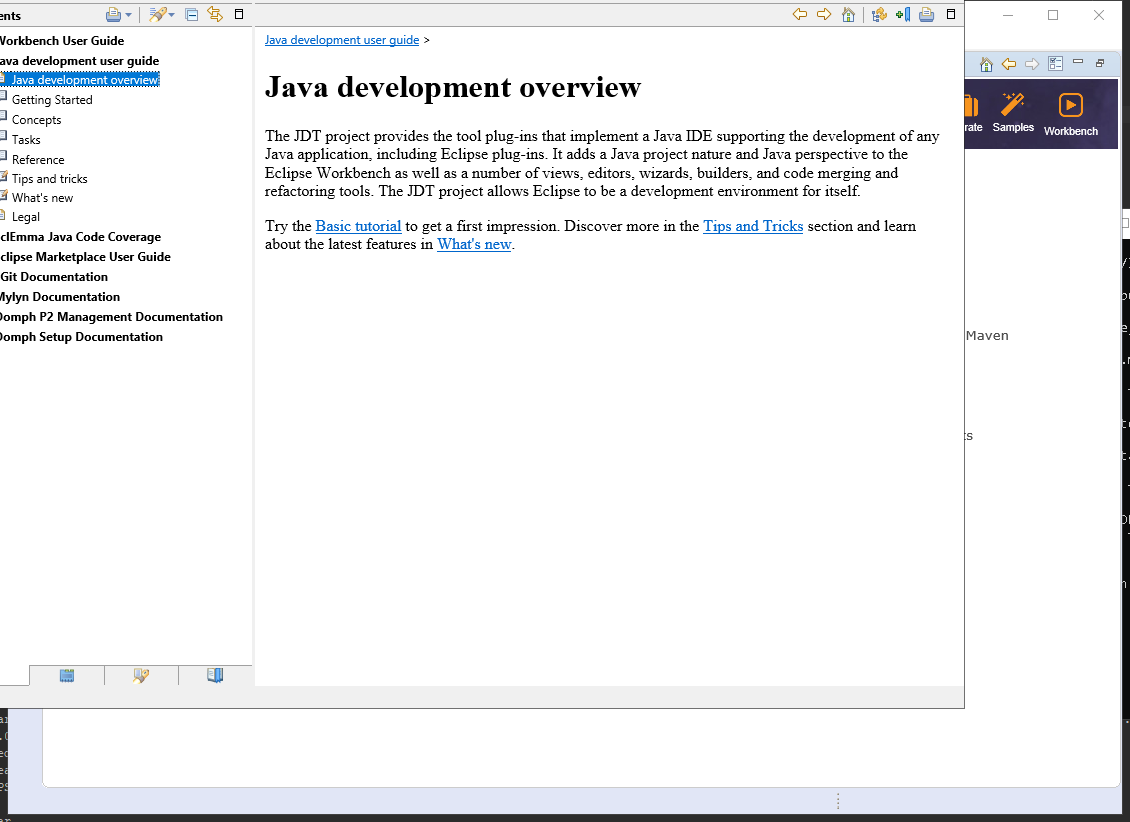 ents
Workbench User Guide
ava development user guide
Java development overview
Getting Started
Concepts
Tasks
Reference
Tips and tricks
What's new
Legal
clEmma Java Code Coverage
clipse Marketplace User Guide
Git Documentation
Mylyn Documentation
Oomph P2 Management Documentation
Oomph Setup Documentation
Java development user guide >
Java development overview
The JDT project provides the tool plug-ins that implement a Java IDE supporting the development of any
Java application, including Eclipse plug-ins. It adds a Java project nature and Java perspective to the
Eclipse Workbench as well as a number of views, editors, wizards, builders, and code merging and
refactoring tools. The JDT project allows Eclipse to be a development environment for itself.
Try the Basic tutorial to get a first impression. Discover more in the Tips and Tricks section and learn
about the latest features in What's new.
rate
Samples
Workbench
Maven
ts